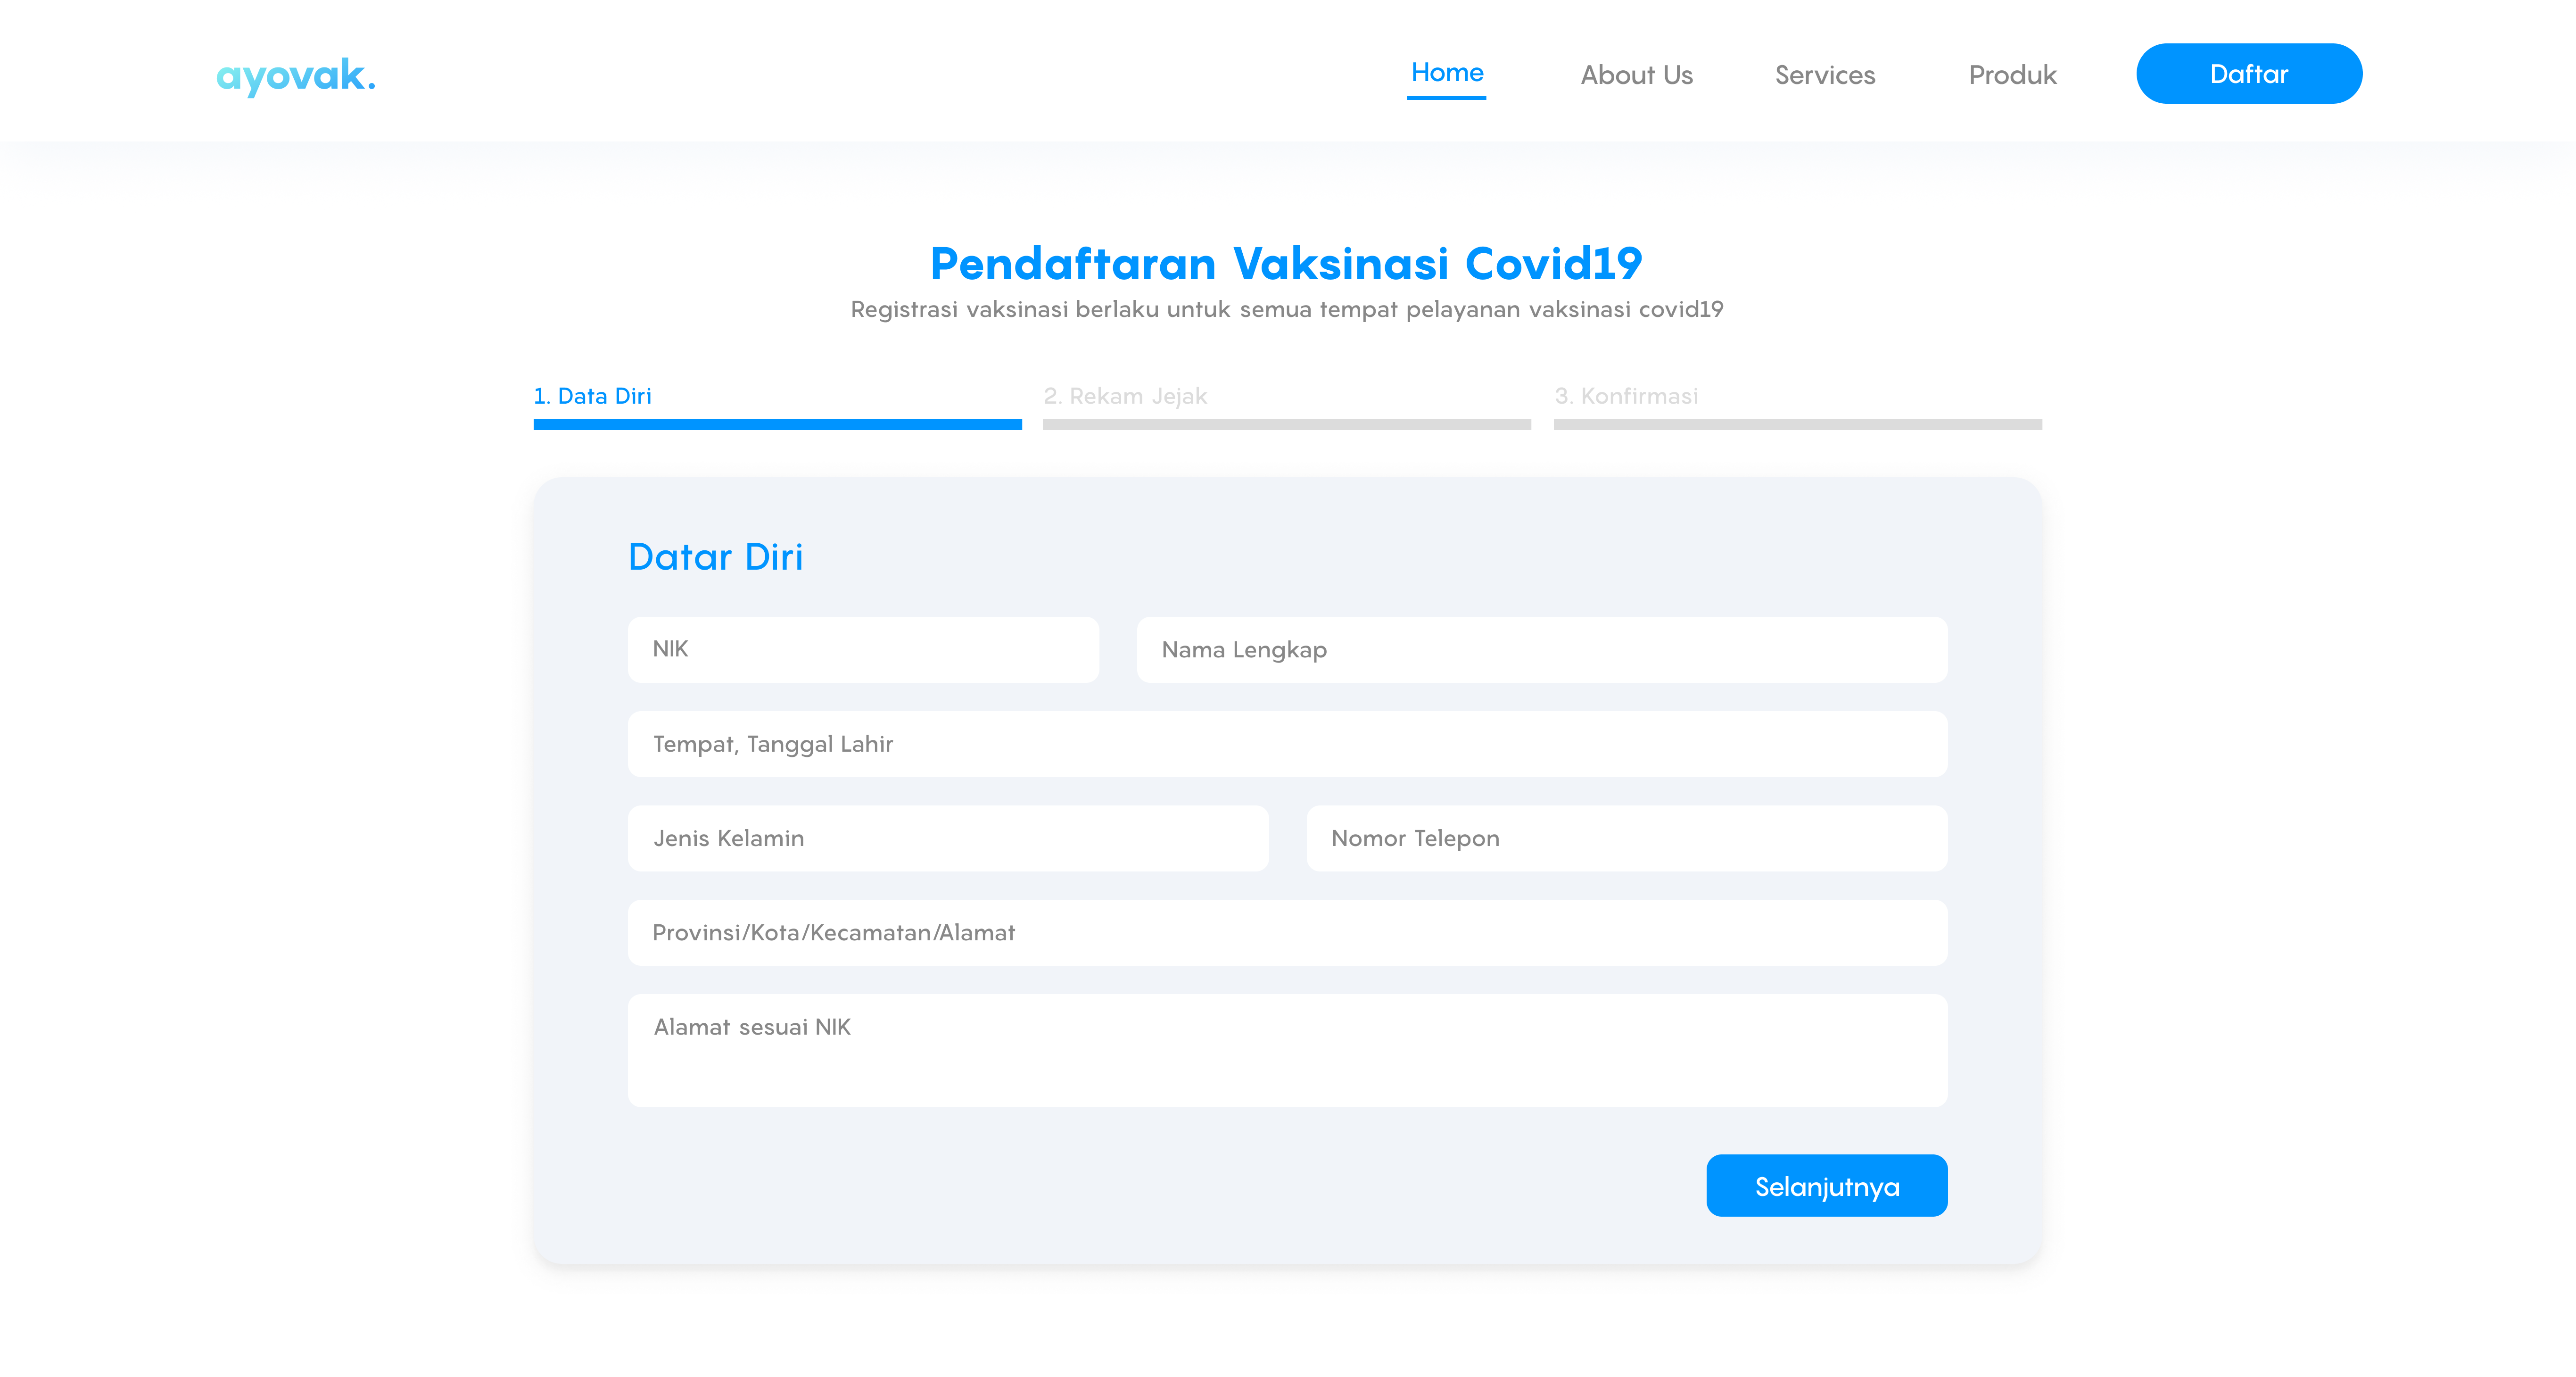 ayovak.
Home
About Us
Services
Produk
Daftar
Pendaftaran Vaksinasi Covid19
Registrasi vaksinasi berlaku untuk semua tempat pelayanan vaksinasi covid19
1. Data Diri
2. Rekam Jejak
3. Konfirmasi
Datar Diri
NIK
Nama Lengkap
Tempat, Tanggal Lahir
Jenis Kelamin
Nomor Telepon
Provinsi/Kota/Kecamatan/Alamat
Alamat sesuai NIK
Selanjutnya